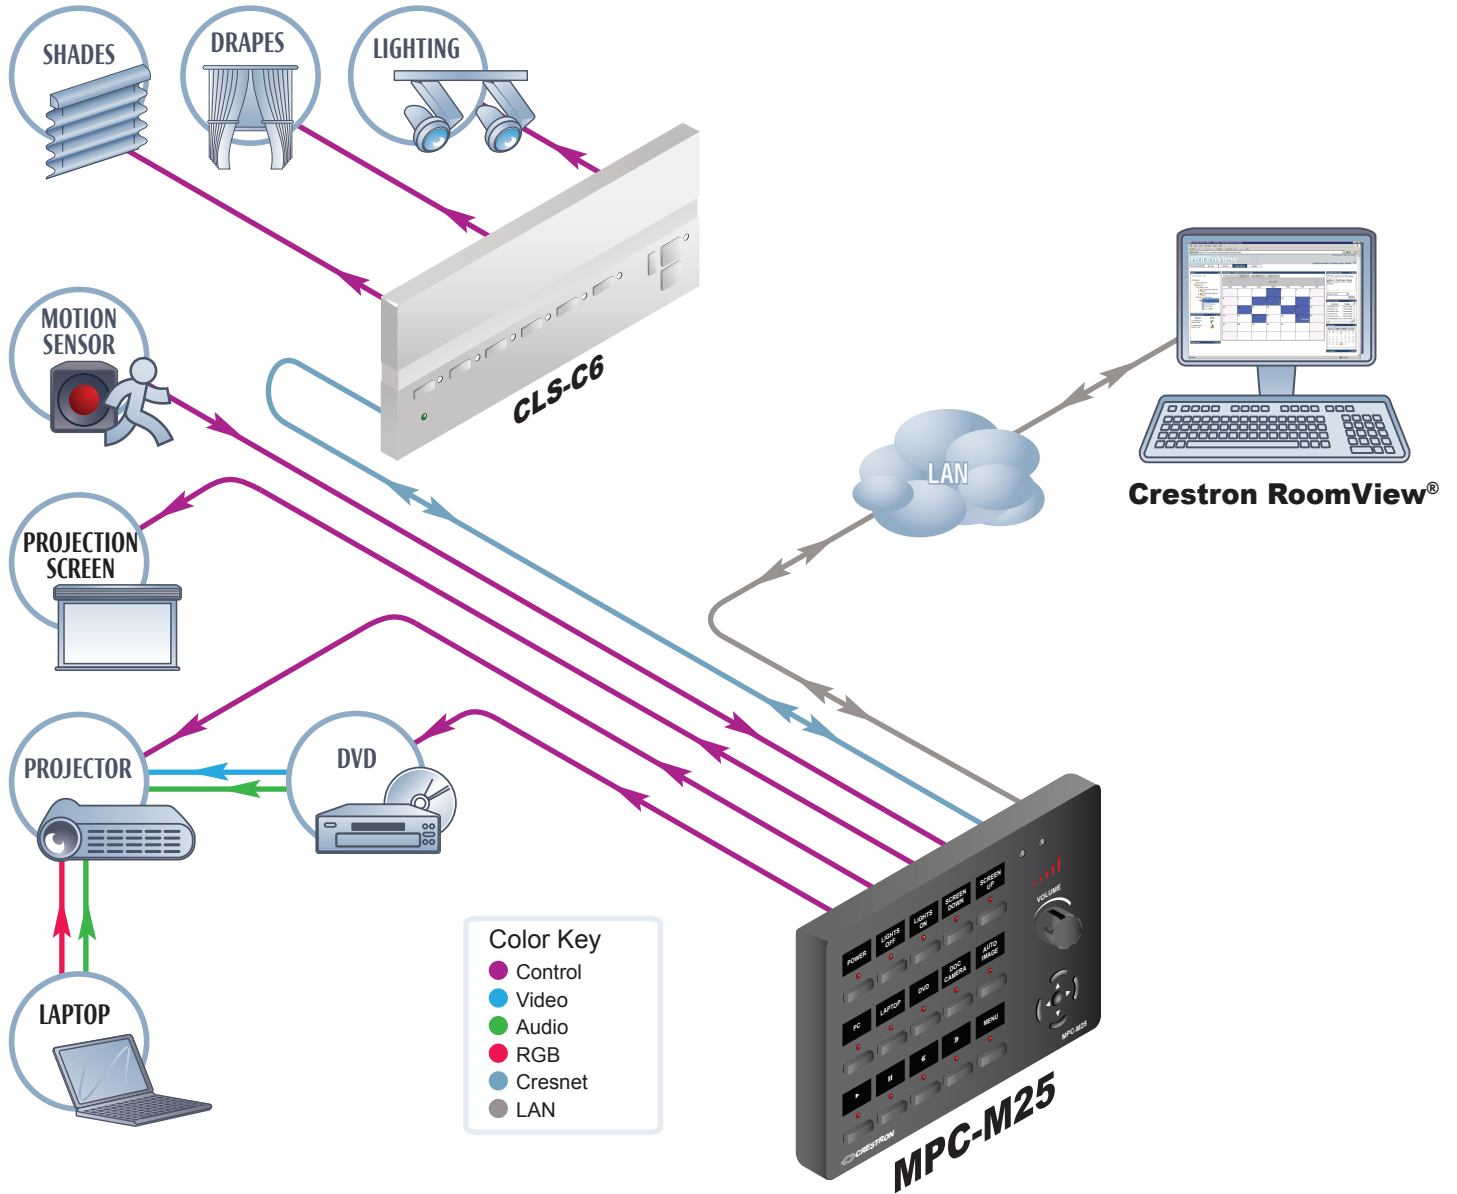 SHADES
DRAPES
LIGHTING
MOTION
SENSOR
CLS-C6
RoomView
LAN
Crestron RoomView®
PROJECTION
SCREEN
PROJECTOR
DVD
LAPTOP
Color Key
Control
Video
Audio
RGB
Cresnet
LAN
POWER
LIGHTS
OFF
LIGHTS
ON
SCREEN
DOWN
SCREEN
UP
VOLUME
PC
LAPTOP
DVD
DOC
CAMERA
AUTO
IMAGE
MENU
MPC-M25
CRESTRON
MPC-M25